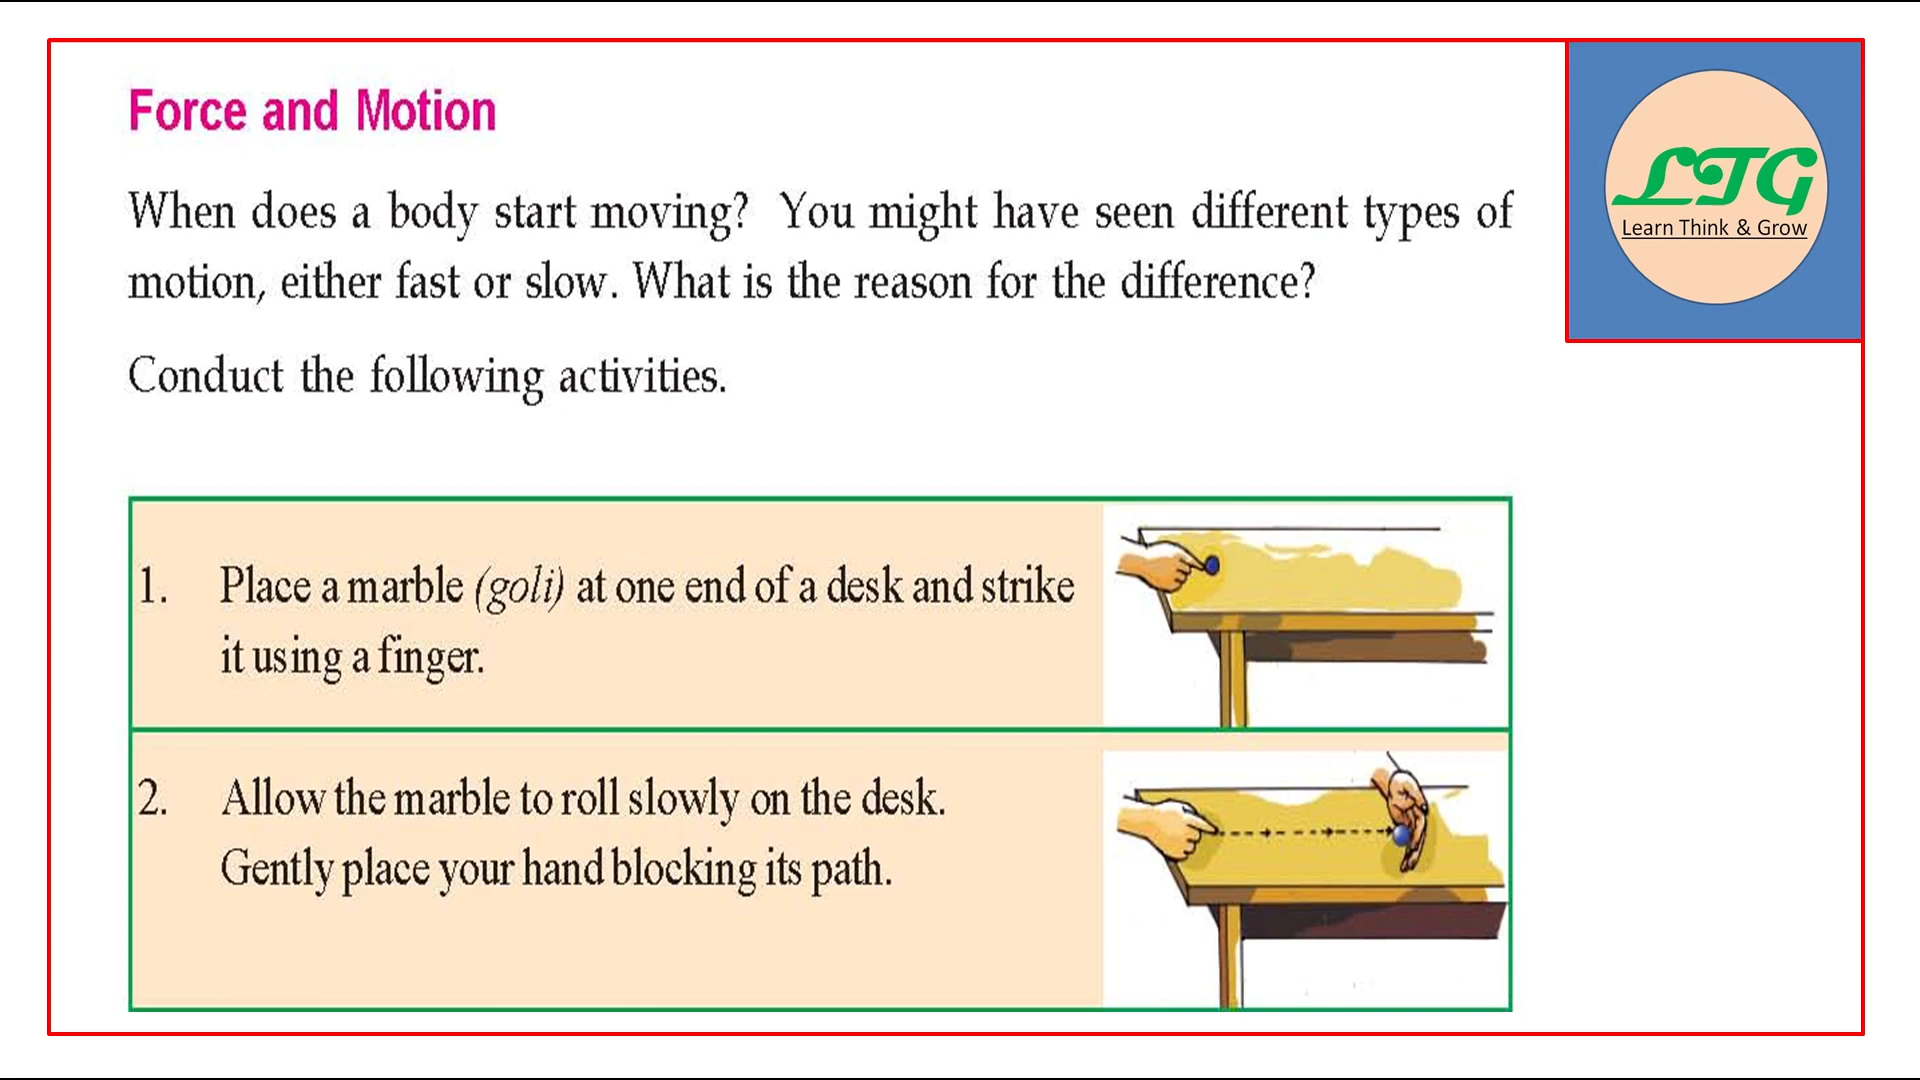 Force and Motion
When does a body start moving? You might have seen different types of
motion, either fast or slow. What is the reason for the difference?
Conduct the following activities.
1. Place a marble (goli) at one end of a desk and strike
it using a finger.
2. Allow the marble to roll slowly on the desk.
Gently place your hand blocking its path.
LTG
Learn Think & Grow